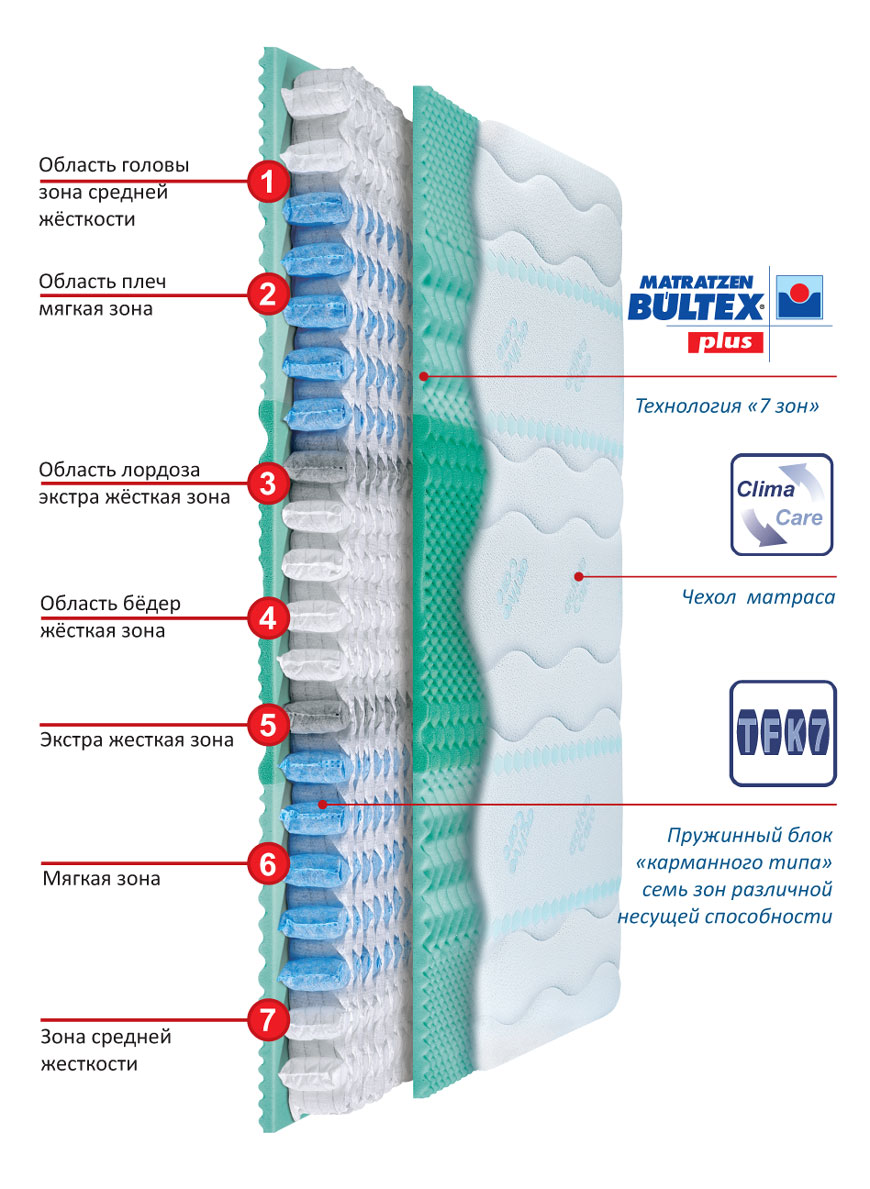 Область головы
зона средней
жёсткости
1
Область плеч
мягкая зона
2
Область лордоза
экстра жёсткая зона
3
Область бёдер
жёсткая зона
4
Экстра жесткая зона
5
Мягкая зона
6
Зона средней
жесткости
7
MATRATZEN
BÜLTEX®
plus
Технология «7 зон»
Clima
Care
Чехол матраса
TFK7
Пружинный блок
«карманного типа»
семь зон различной
несущей способности